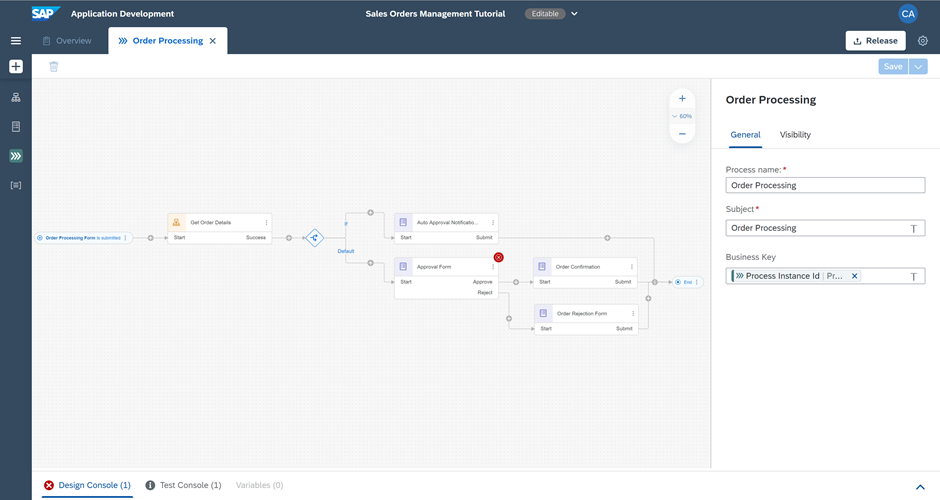 SAP Application Development
Sales Orders Management Tutorial Editable
CA
Overview
Order Processing
Release
Save
60%
Order Processing Form is submitted
Get Order Details
Start Success
Default
Auto Approval Notificatio...
Start Submit
Approval Form
Start Approve
Reject
Order Confirmation
Start Submit
Order Rejection Form
Start Submit
End
Order Processing
General Visibility
Process name:*
Order Processing
Subject*
Order Processing
T
Business Key
Process Instance Id | Pr...
T
Design Console (1) Test Console (1) Variables (0)